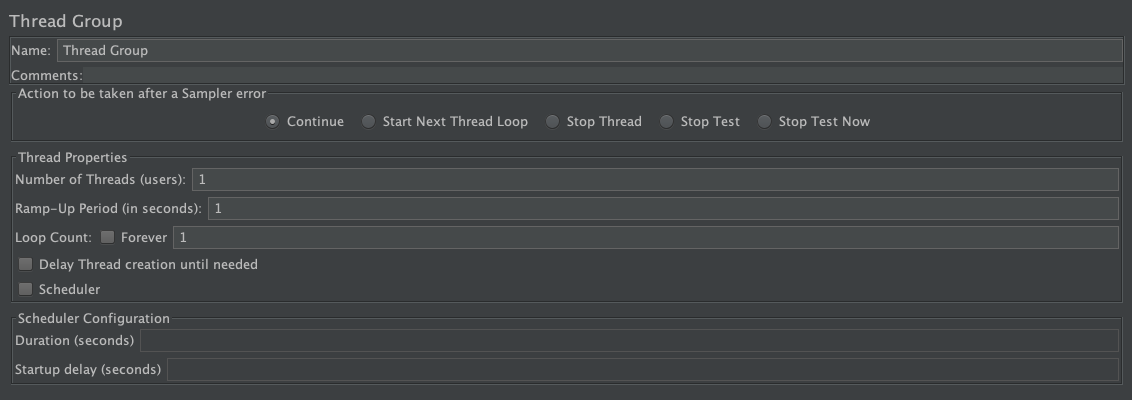 Thread Group
Name: Thread Group
Comments:
Action to be taken after a Sampler error
Continue Start Next Thread Loop Stop Thread Stop Test Stop Test Now
Thread Properties
Number of Threads (users): 1
Ramp-Up Period (in seconds): 1
Loop Count: Forever 1
Delay Thread creation until needed
Scheduler
Scheduler Configuration
Duration (seconds)
Startup delay (seconds)